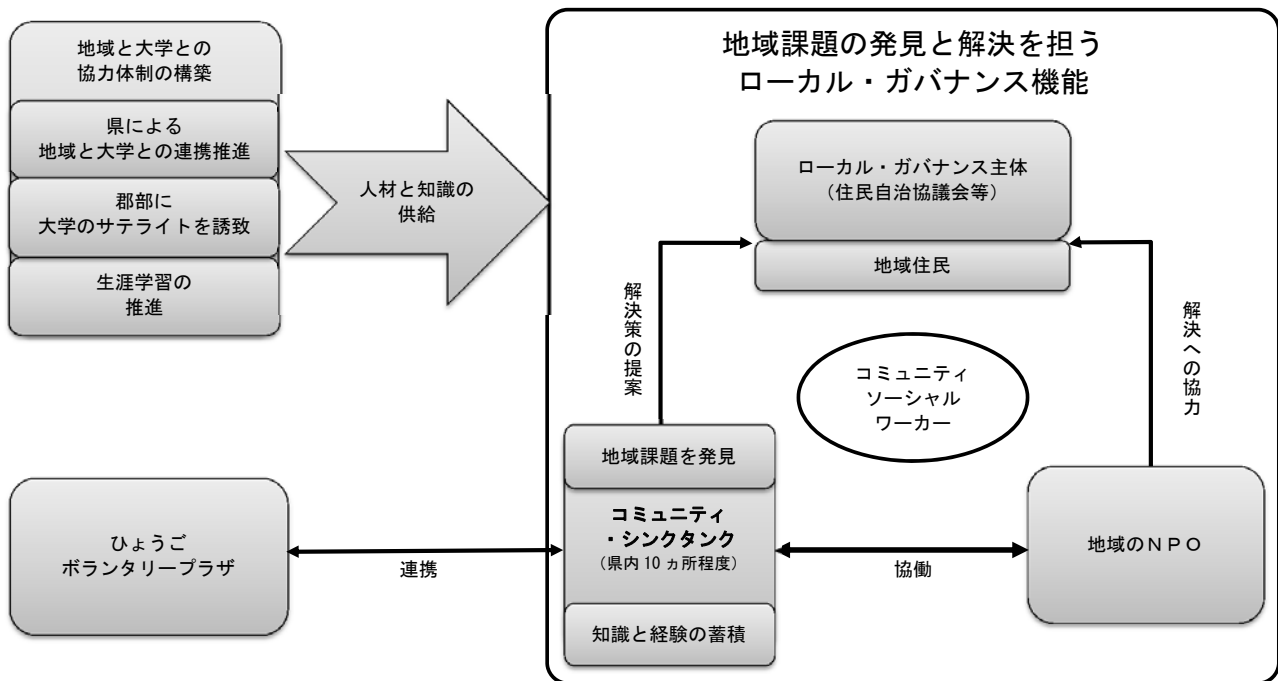 地域と大学との
協力体制の構築
県による
地域と大学との連携推進
郡部に
大学のサテライトを誘致
生涯学習の
推進
人材と知識の
供給
地域課題の発見と解決を担う
ローカル・ガバナンス機能
ローカル・ガバナンス主体
(住民自治協議会等)
地域住民
解決策の提案
解決への協力
コミュニティ
ソーシャル
ワーカー
地域課題を発見
コミュニティ
・シンクタンク
(県内 10 ヵ所程度)
知識と経験の蓄積
ひょうご
ボランタリープラザ
連携
協働
地域のNPO